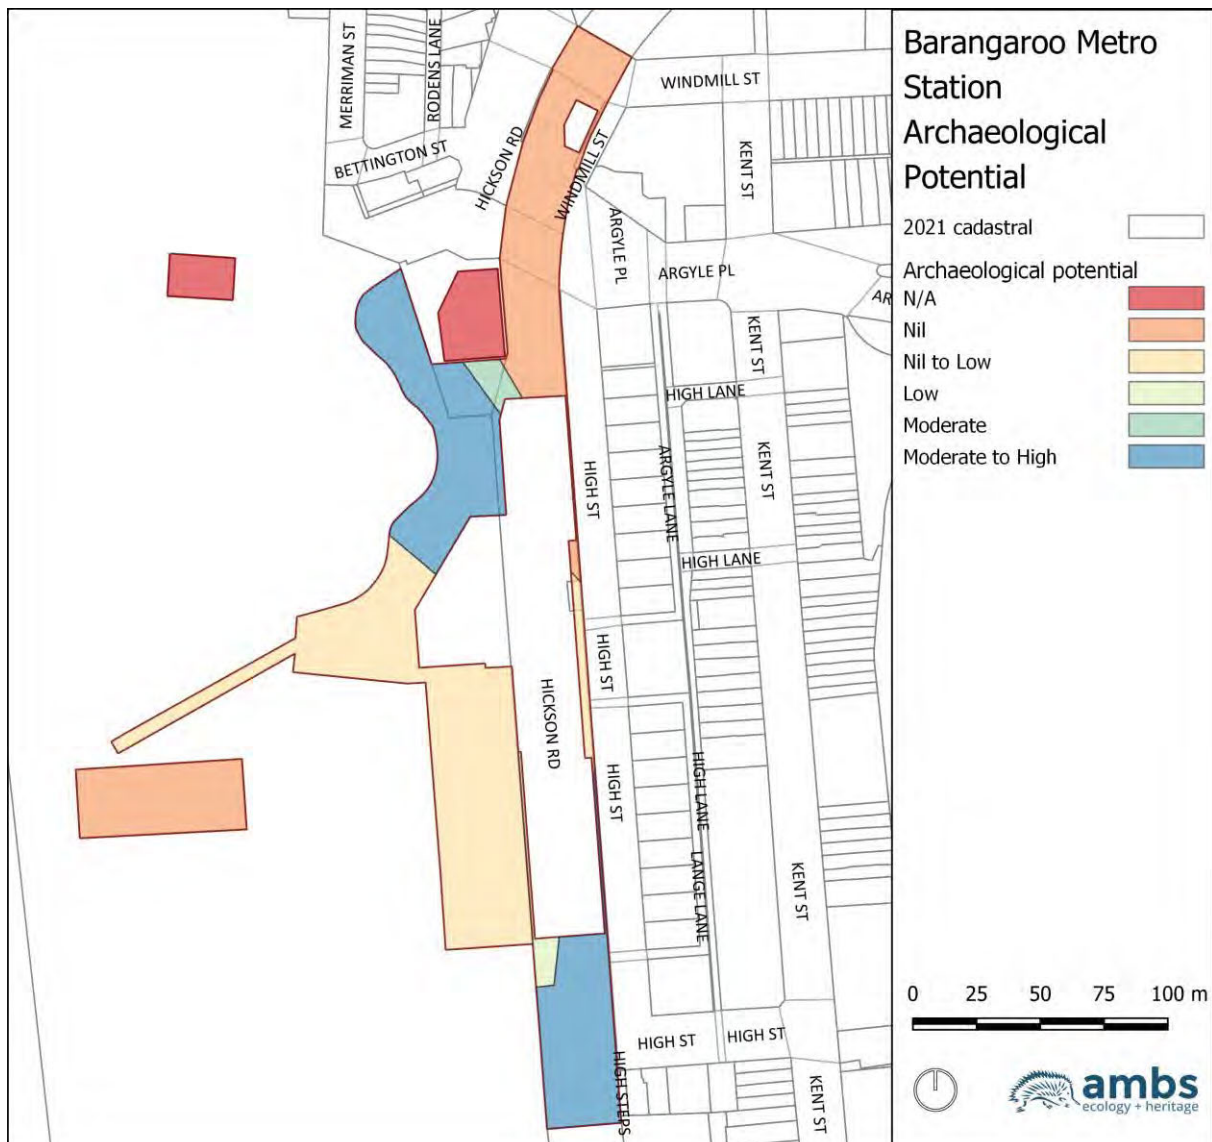 MERRIMAN ST
RODENS LANE
BETTINGTON ST
HICKSON RD
WINDMILL ST
WINDMILL ST
KENT ST
ARGYLE PL
ARGYLE PL
AR
KENT ST
HIGH LANE
KENT ST
HIGH ST
ARGYLE LANE
HIGH LANE
HIGH ST
HICKSON RD
HIGH ST
HIGH LANE
LANGE LANE
KENT ST
HIGH ST
HIGH ST
HIGH STEPS
KENT ST
Barangaroo Metro
Station
Archaeological
Potential
2021 cadastral
Archaeological potential
N/A
Nil
Nil to Low
Low
Moderate
Moderate to High
0 25 50 75 100 m
ambs
ecology + heritage